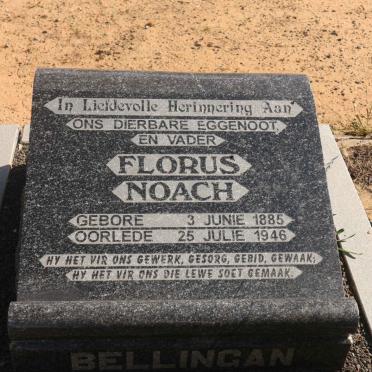 In Liefdevolle Herinnering Aan
ONS DIERBARE EGGENOOT,
EN VADER
FLORUS
NOACH
GEBORE 3 JUNIE 1885
OORLEDE 25 JULIE 1946
HY HET VIR ONS GEWERK, GESORG, GEBID, GEWAAK;
HY HET VIR ONS DIE LEWE SOET GEMAAK.
BELLINGAN